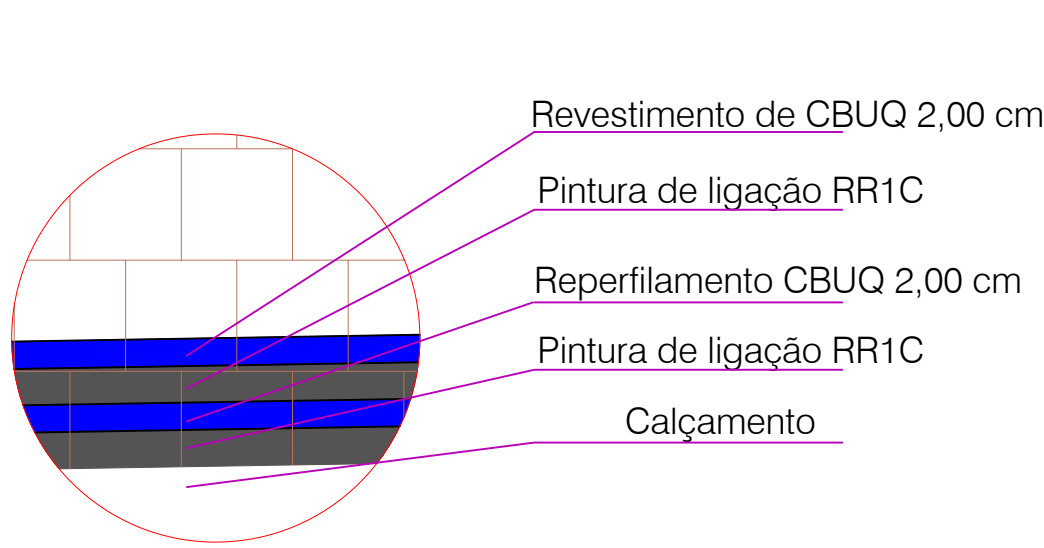 Revestimento de CBUQ 2,00 cm
Pintura de ligação RR1C
Reperfilamento CBUQ 2,00 cm
Pintura de ligação RR1C
Calçamento